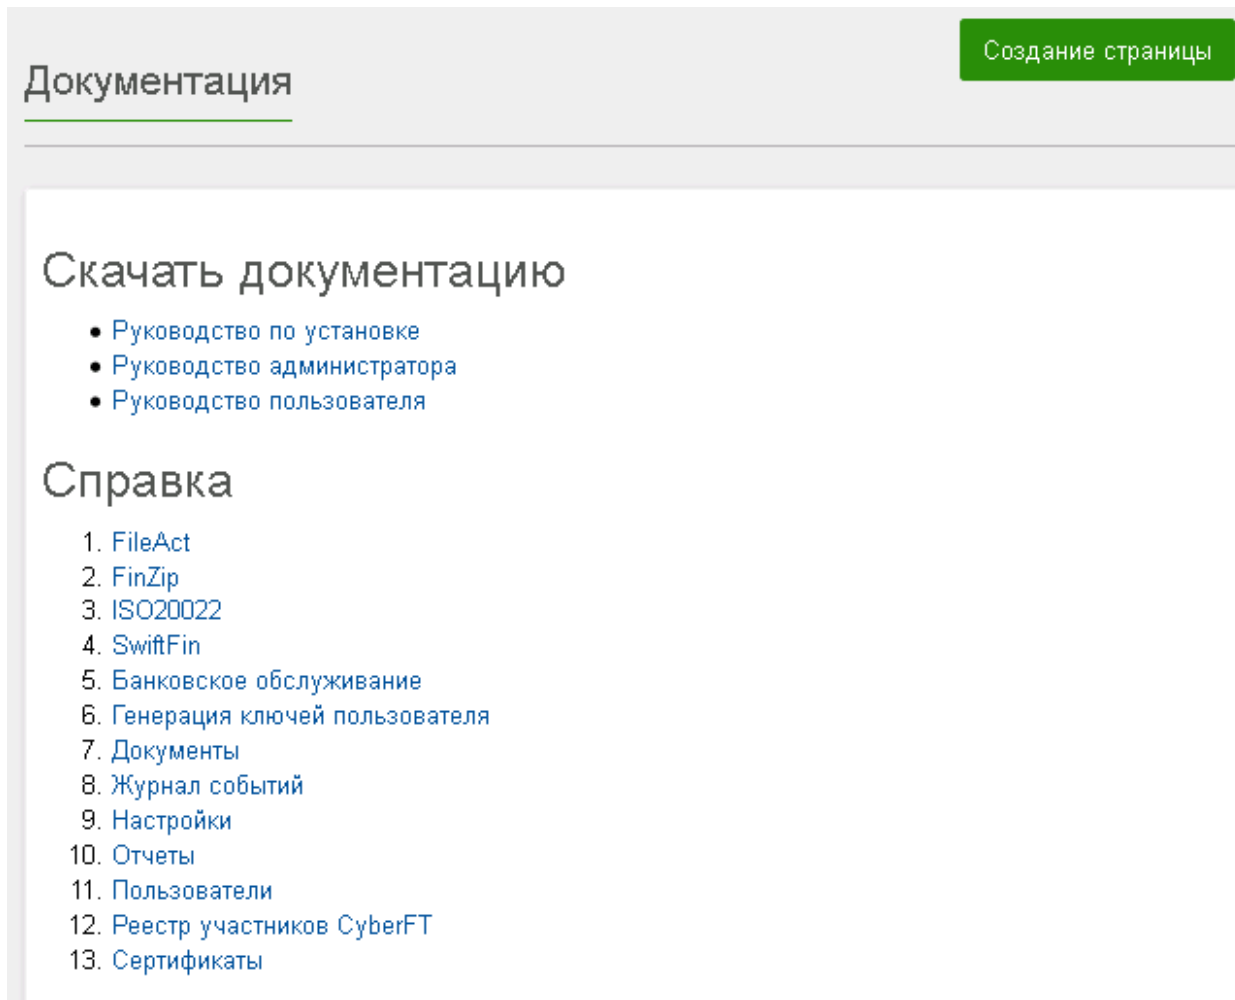 Создание страницы
Документация
Скачать документацию
• Руководство по установке
• Руководство администратора
• Руководство пользователя
Справка
1. FileAct
2. FinZip
3. ISO20022
4. SwiftFin
5. Банковское обслуживание
6. Генерация ключей пользователя
7. Документы
8. Журнал событий
9. Настройки
10. Отчеты
11. Пользователи
12. Реестр участников CyberFT
13. Сертификаты